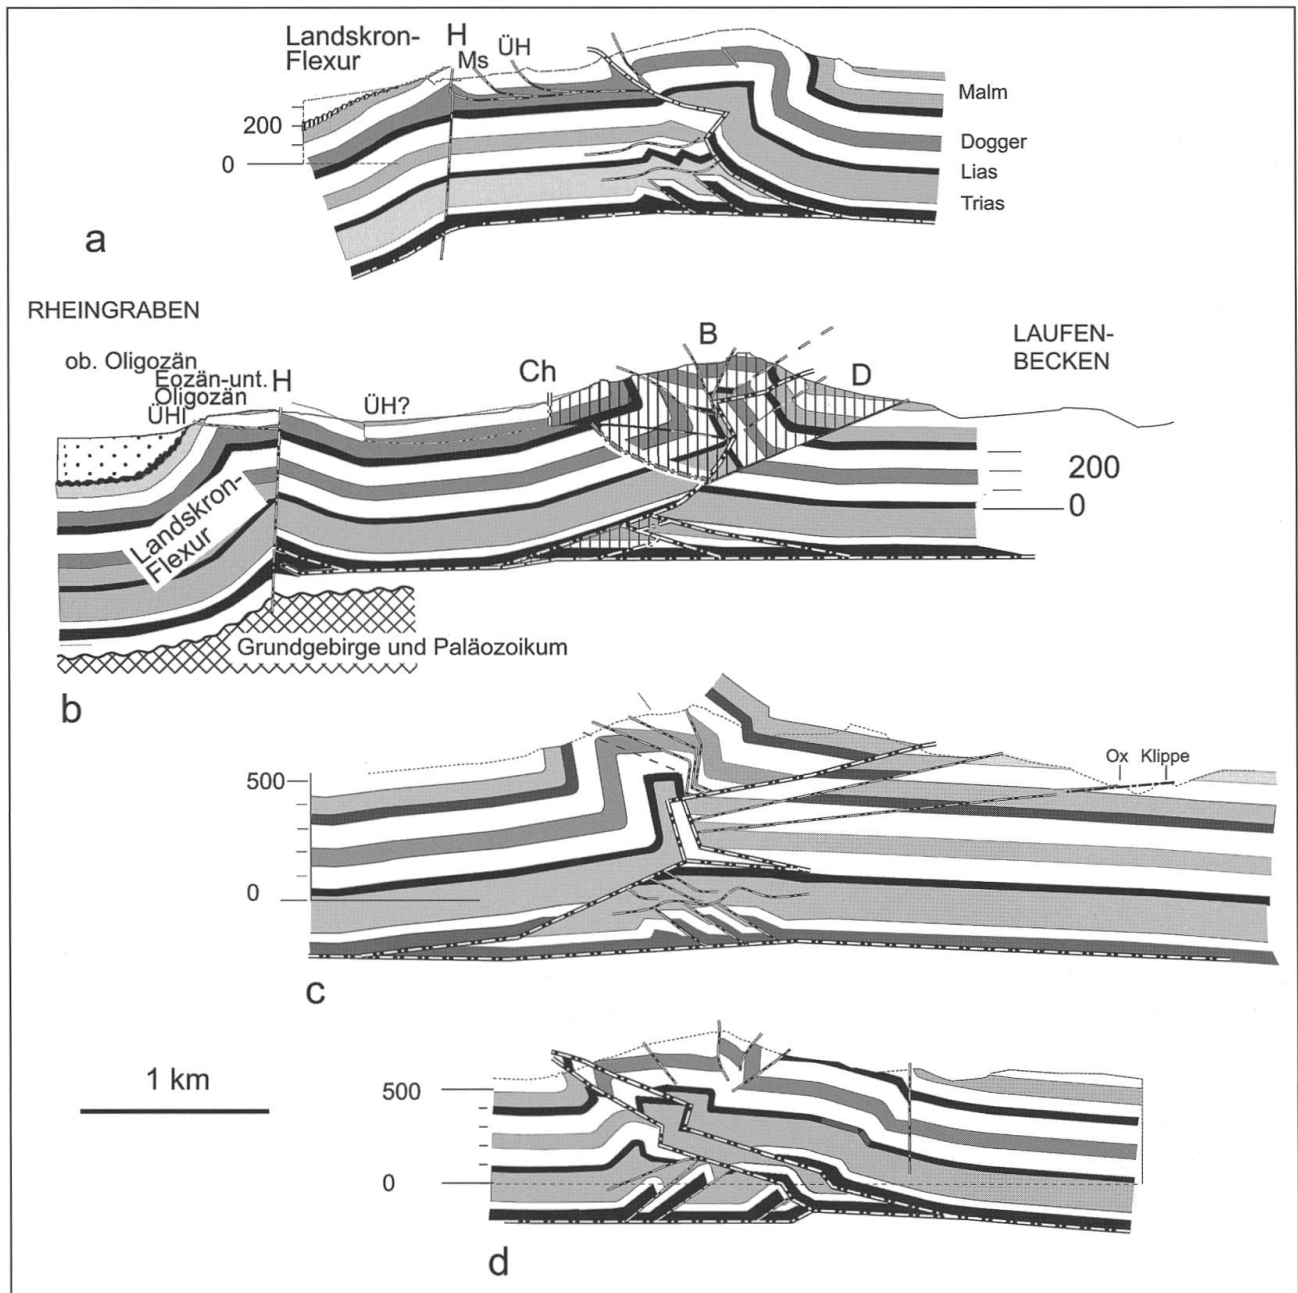 Landskron-
Flexur
H
Ms
ÜH
200
0
Malm
Dogger
Lias
Trias
a
RHEINGRABEN
ob. Oligozän
Eozän-unt.
Oligozän
ÜHl
H
ÜH?
Ch
B
D
LAUFEN-
BECKEN
200
0
Landskron-
Flexur
Grundgebirge und Paläozoikum
b
500
0
Ox Klippe
c
1 km
500
0
d